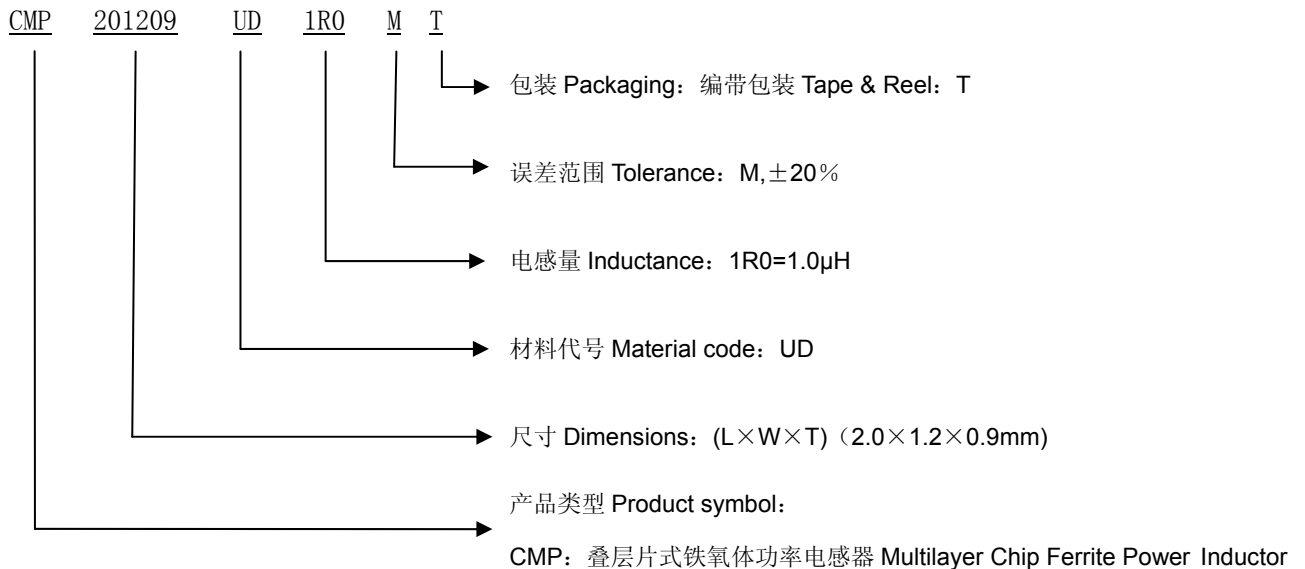 CMP 201209 UD 1R0 M T
包装 Packaging：编带包装 Tape & Reel：T
误差范围 Tolerance：M,±20％
电感量 Inductance：1R0=1.0μH
材料代号 Material code：UD
尺寸 Dimensions：(L×W×T)（2.0×1.2×0.9mm)
产品类型 Product symbol：
CMP：叠层片式铁氧体功率电感器 Multilayer Chip Ferrite Power Inductor